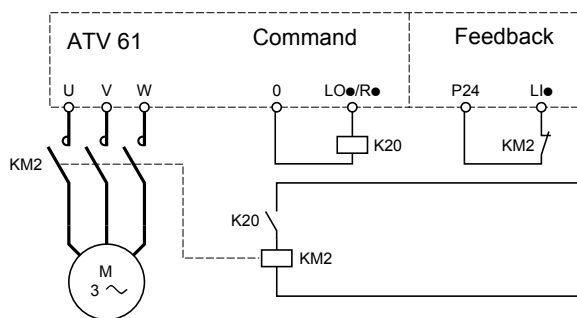 ATV 61 Command Feedback
U V W 0 LO●/R● P24 LI●
K20 KM2
KM2
K20
KM2
M
3 ~